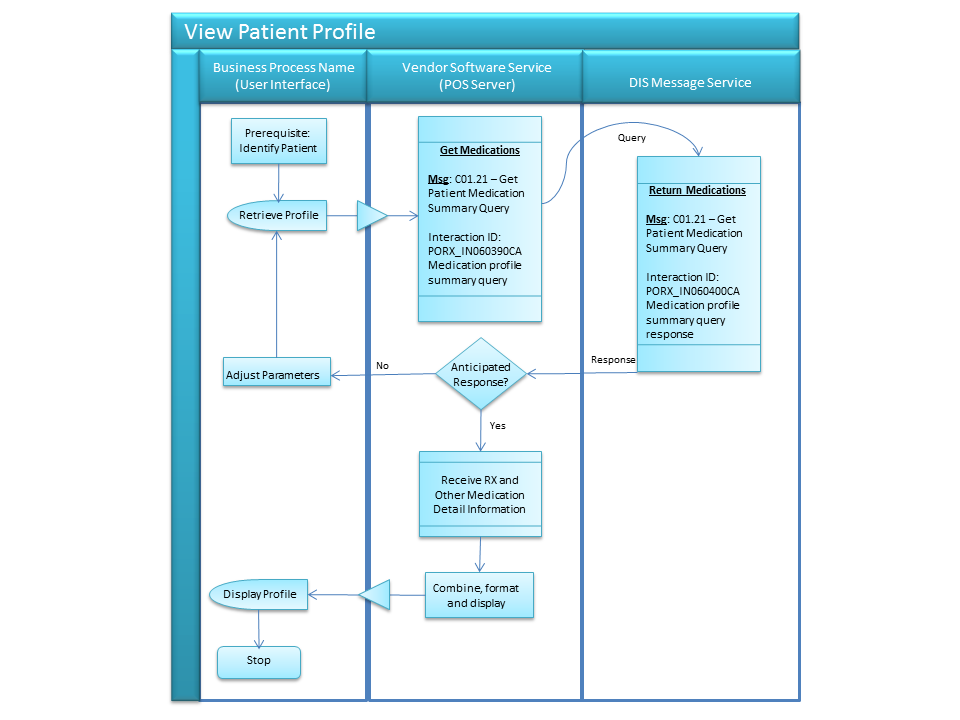 View Patient Profile
Business Process Name
(User Interface)
Vendor Software Service
(POS Server)
DIS Message Service
Prerequisite:
Identify Patient
Retrieve Profile
Get Medications
Msg: C01.21 – Get
Patient Medication
Summary Query
Interaction ID:
PORX_IN060390CA
Medication profile
summary query
Query
Return Medications
Msg: C01.21 – Get
Patient Medication
Summary Query
Interaction ID:
PORX_IN060400CA
Medication profile
summary query
response
Response
Anticipated
Response?
No
Adjust Parameters
Yes
Receive RX and
Other Medication
Detail Information
Combine, format
and display
Display Profile
Stop